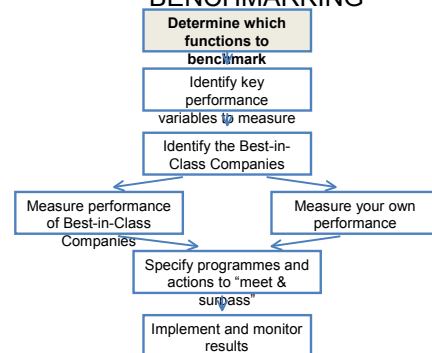 BENCHMARKING
Determine which
functions to
benchmark
Identify key
performance
variables to measure
Identify the Best-in-
Class Companies
Measure performance
of Best-in-Class
Companies
Measure your own
performance
Specify programmes and
actions to “meet &
surpass”
Implement and monitor
results